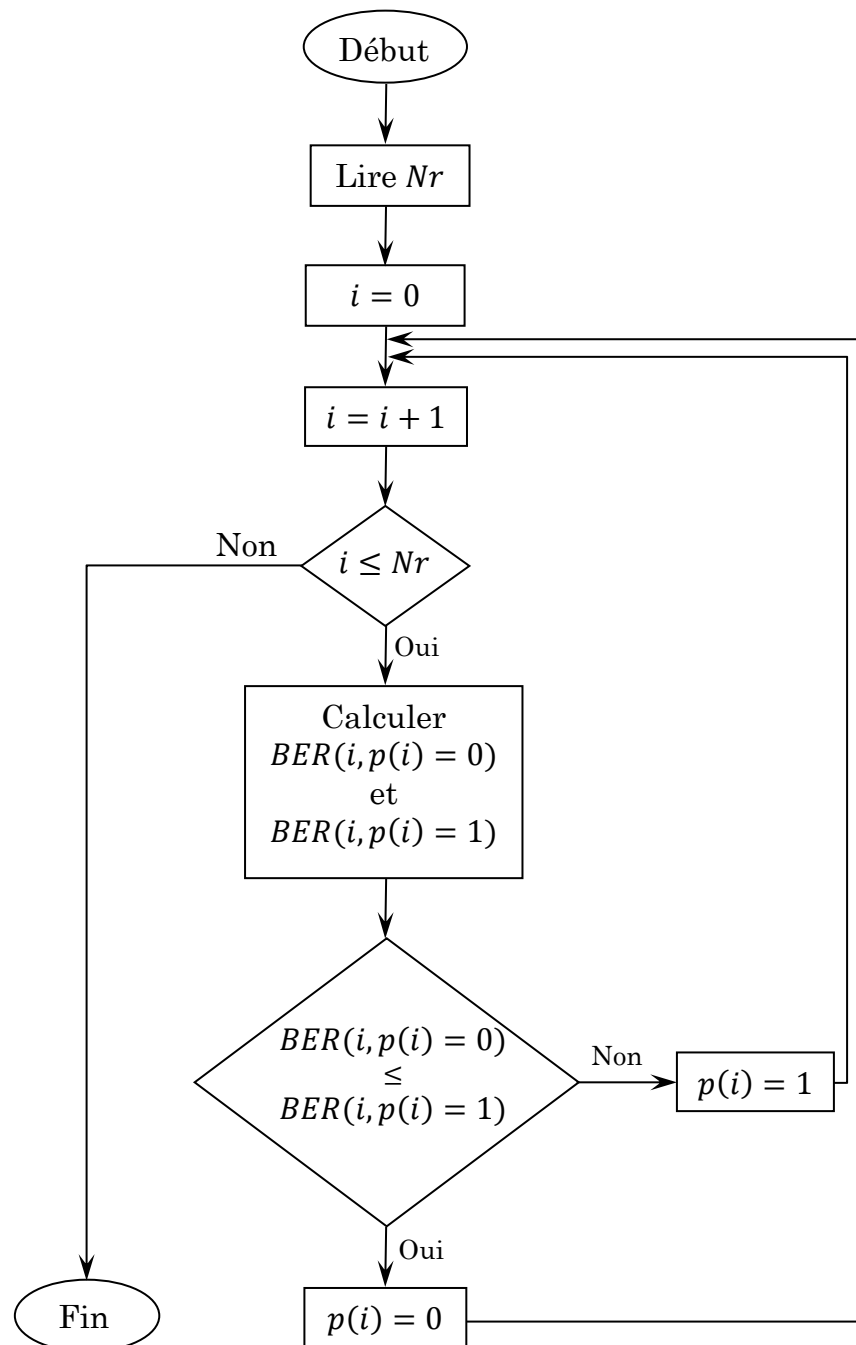 Début
Lire Nr
i = 0
i = i + 1
Non
i ≤ Nr
Oui
Calculer
BER(i, p(i) = 0)
et
BER(i, p(i) = 1)
BER(i, p(i) = 0)
≤
BER(i, p(i) = 1)
Non
p(i) = 1
Oui
Fin
p(i) = 0